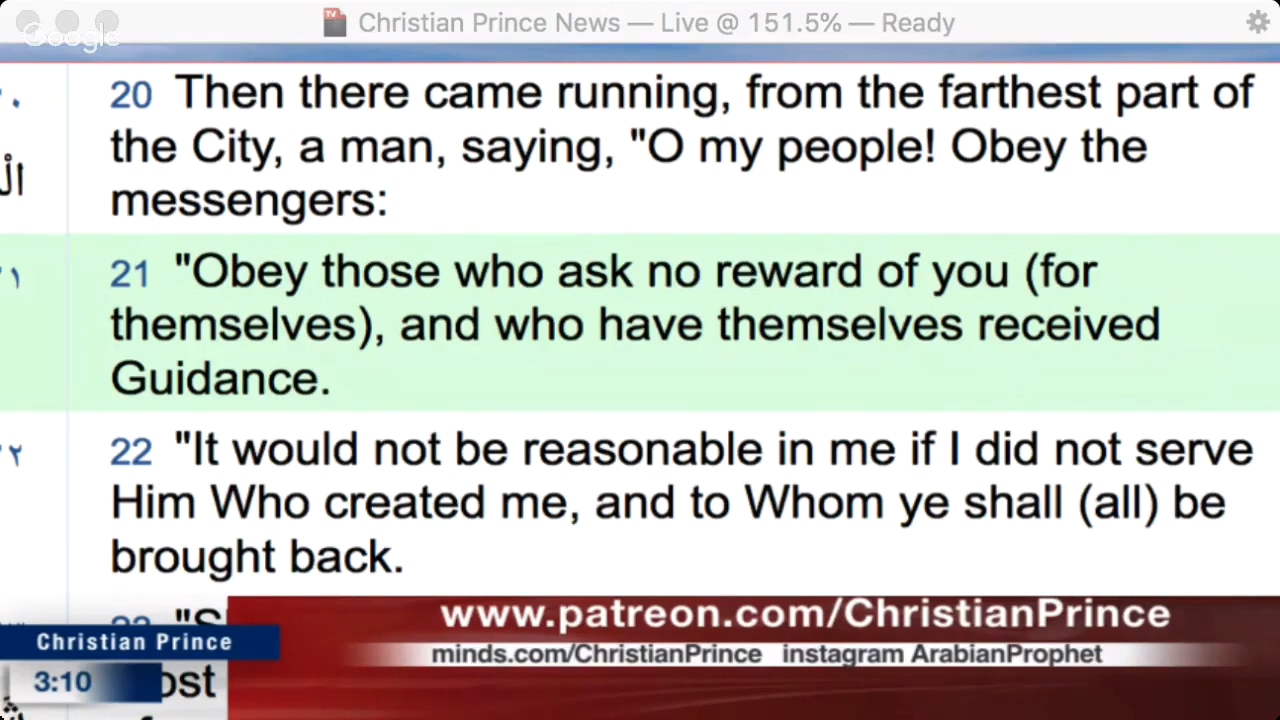 Christian Prince News — Live @ 151.5% — Ready
Google
20 Then there came running, from the farthest part of
the City, a man, saying, "O my people! Obey the
messengers:
21 "Obey those who ask no reward of you (for
themselves), and who have themselves received
Guidance.
22 "It would not be reasonable in me if I did not serve
Him Who created me, and to Whom ye shall (all) be
brought back.
www.patreon.com/ChristianPrince
Christian Prince
minds.com/ChristianPrince instagram ArabianProphet
3:10